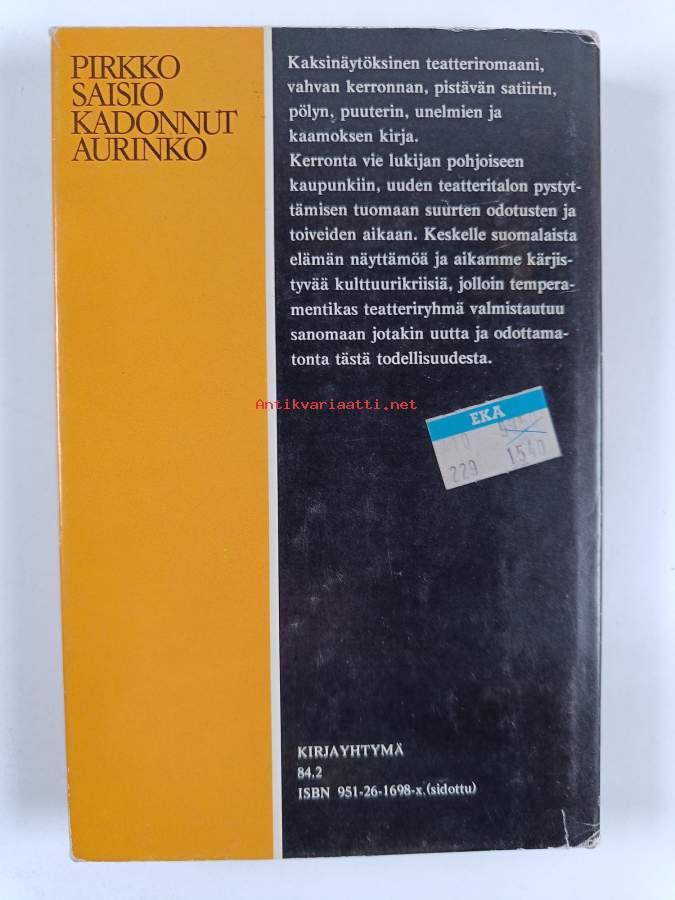 PIRKKO
SAISIO
KADONNUT
AURINKO
Kaksinäytöksinen teatteriromaani,
vahvan kerronnan, pistävän satiirin,
pölyn, puuterin, unelmien ja
kaamoksen kirja.
Kerronta vie lukijan pohjoiseen
kaupunkiin, uuden teatteritalon pystyt-
tämisen tuomaan suurten odotusten ja
toiveiden aikaan. Keskelle suomalaista
elämän näyttämöä ja aikamme kärjis-
tyvää kulttuurikriisiä, jolloin tempera-
mentikas teatteriryhmä valmistautuu
sanomaan jotakin uutta ja odottama-
tonta tästä todellisuudesta.
Antikvariaatti.net
EKA
229 1540
KIRJAYHTYMÄ
84.2
ISBN 951-26-1698-x.(sidottu)